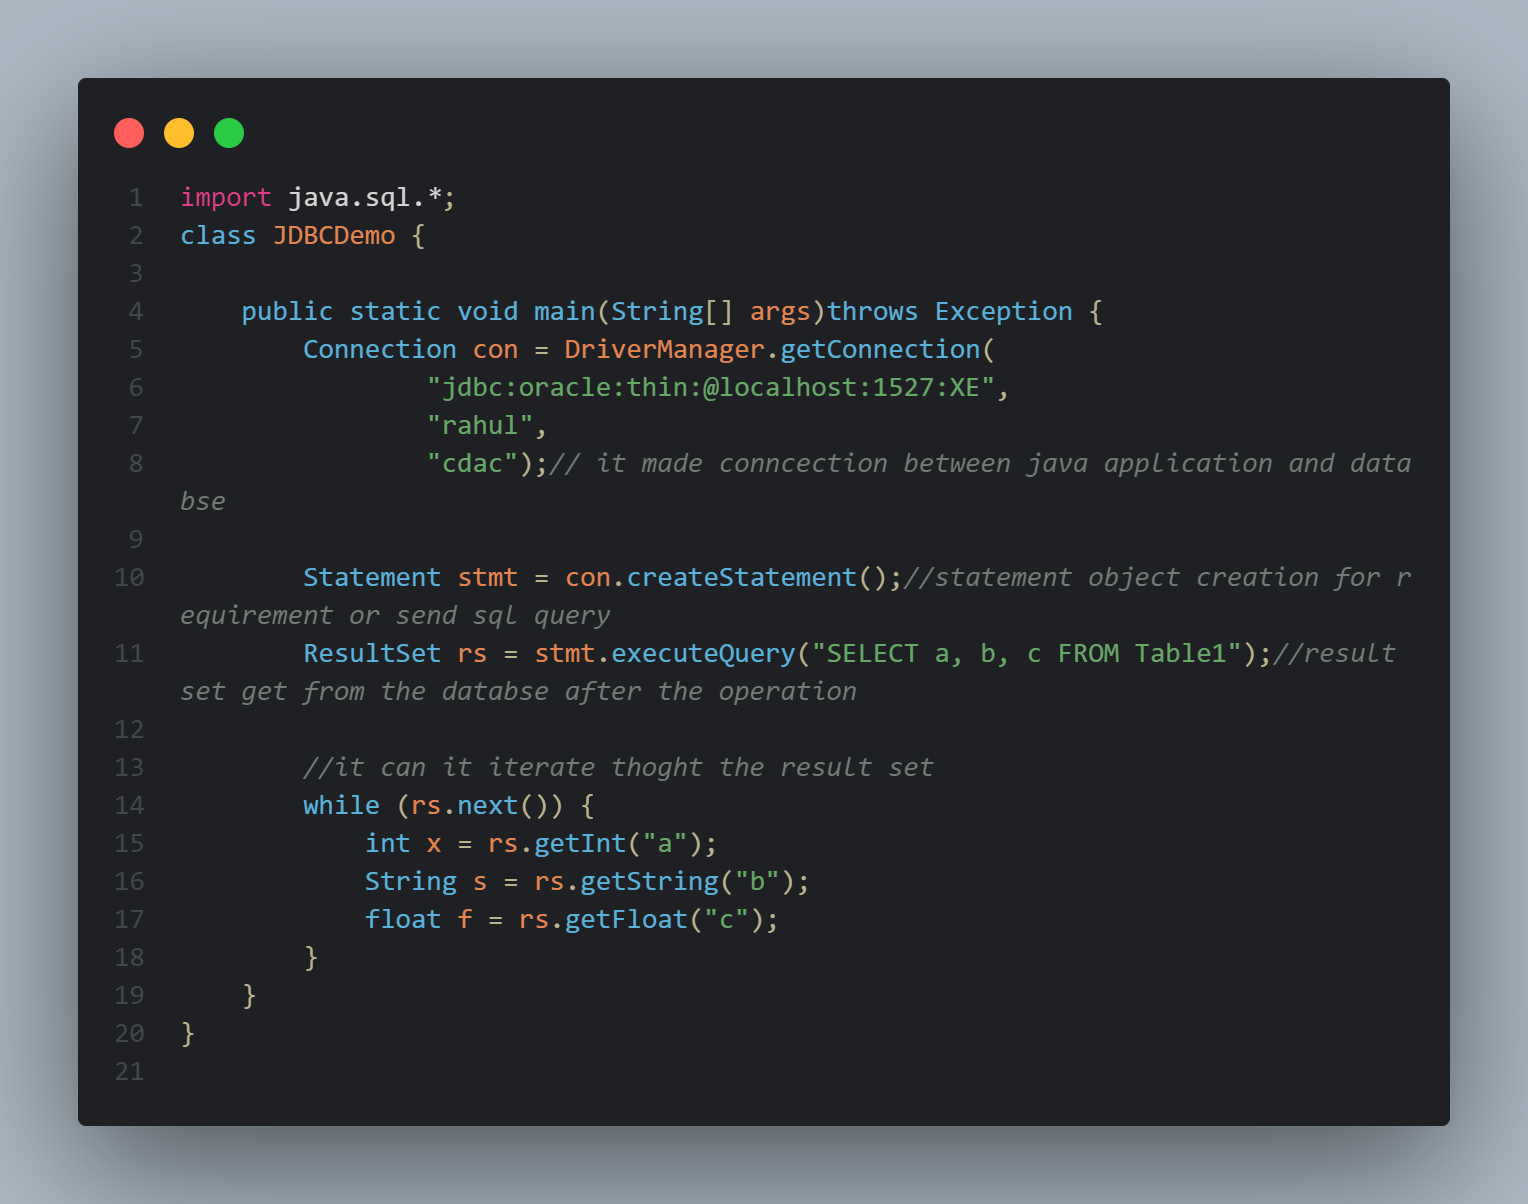 1 import java.sql.*;
2 class JDBCDemo {
3
4     public static void main(String[] args)throws Exception {
5         Connection con = DriverManager.getConnection(
6                 "jdbc:oracle:thin:@localhost:1527:XE",
7                 "rahul",
8                 "cdac");// it made conncection between java application and data
bse
9
10         Statement stmt = con.createStatement();//statement object creation for r
equirement or send sql query
11         ResultSet rs = stmt.executeQuery("SELECT a, b, c FROM Table1");//result
set get from the databse after the operation
12
13         //it can it iterate thoght the result set
14         while (rs.next()) {
15             int x = rs.getInt("a");
16             String s = rs.getString("b");
17             float f = rs.getFloat("c");
18         }
19     }
20 }
21